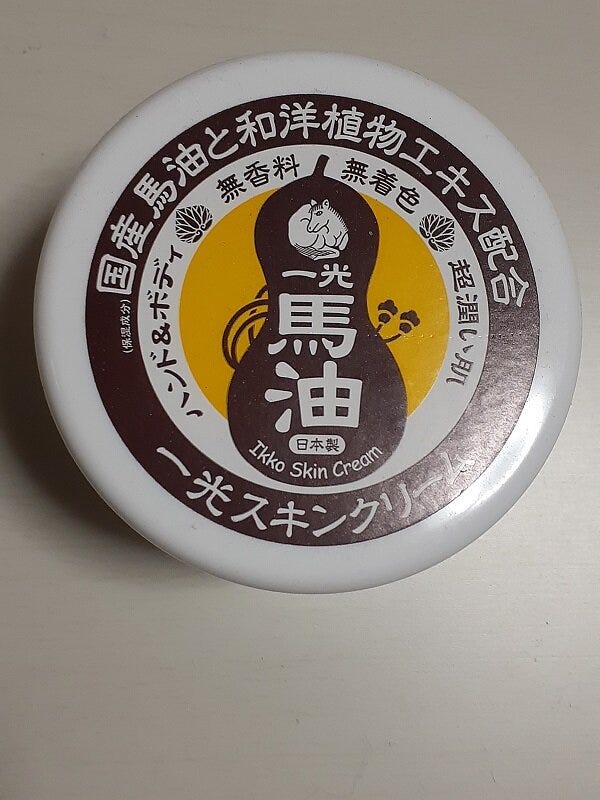 国産馬油と和洋植物エキス配合
(保湿成分)
無香料
無着色
ハンド&ボディ
超潤い肌
一光
馬油
日本製
Ikko Skin Cream
一光スキンクリーム